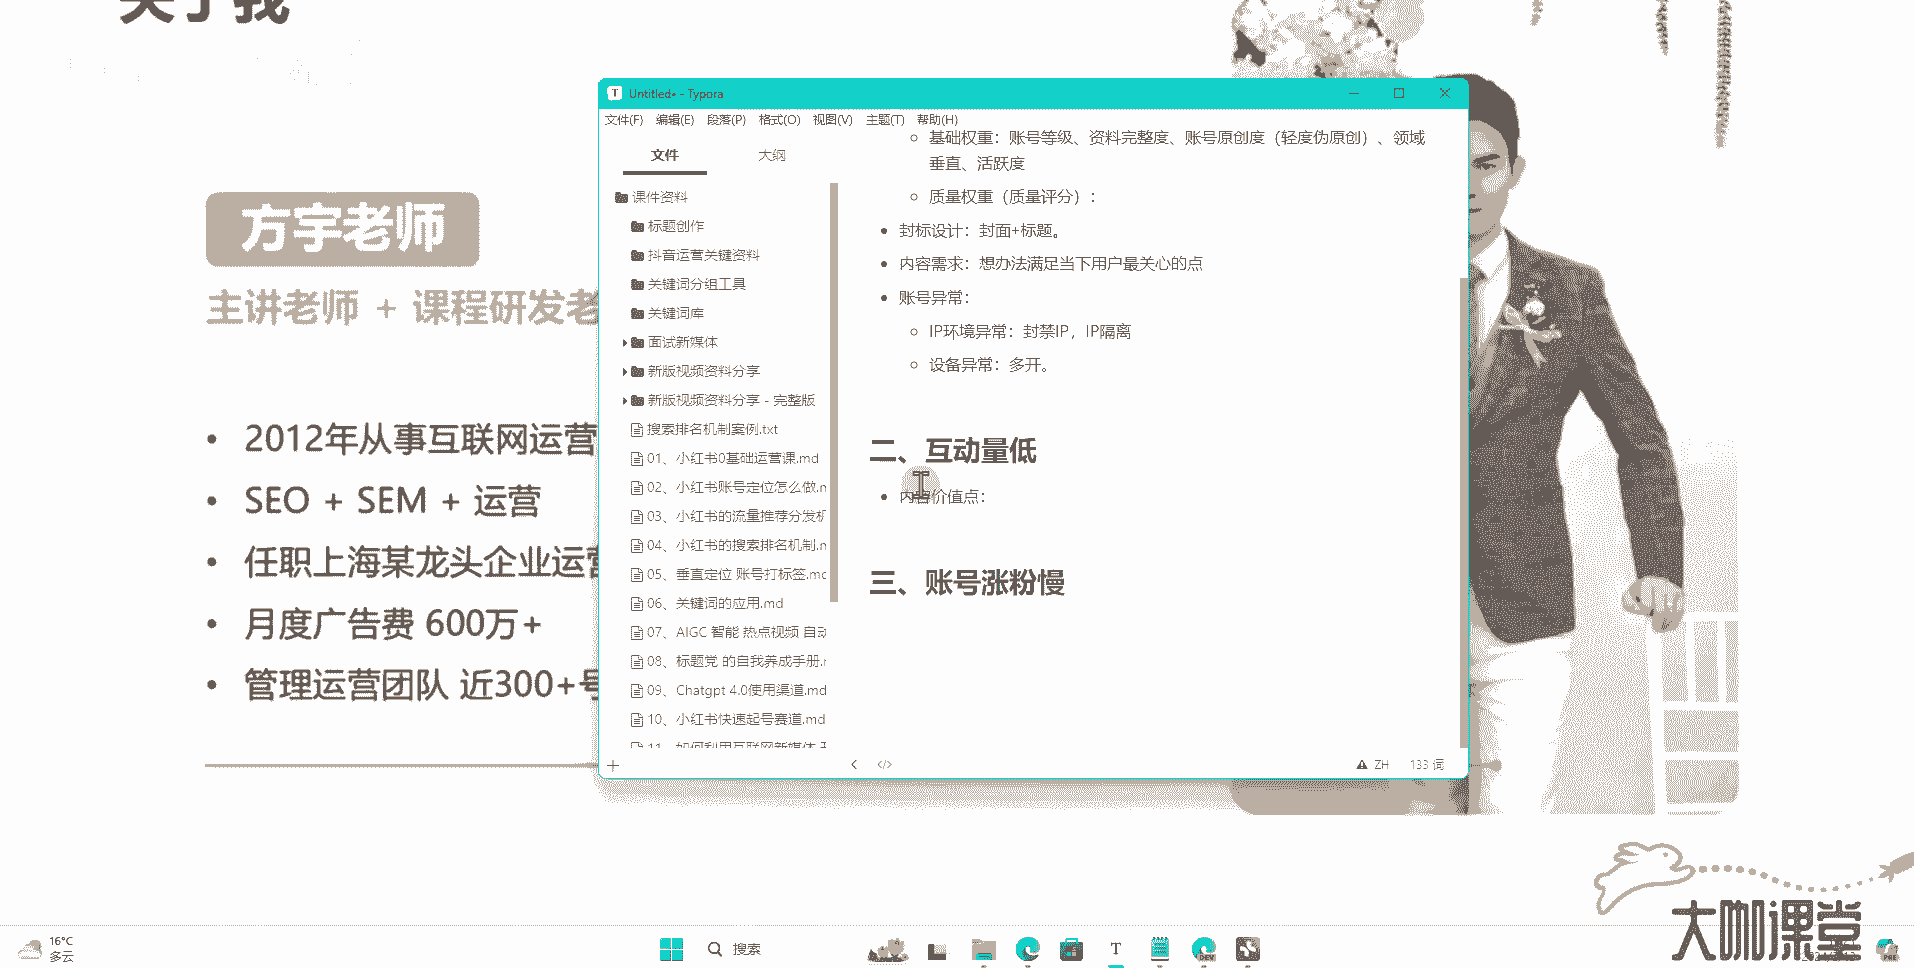 关于我
方宇老师
主讲老师 + 课程研发老
2012年从事互联网运营
SEO + SEM + 运营
任职上海某龙头企业运营
月度广告费 600万+
管理运营团队 近300+号
Untitled• - Typora
文件(F) 编辑(E) 段落(P) 格式(O) 视图(V) 主题(T) 帮助(H)
文件 大纲
课件资料
标题创作
抖音运营关键资料
关键词分组工具
关键词库
面试新媒体
新版视频资料分享
新版视频资料分享 - 完整版
搜索排名机制案例.txt
01、小红书0基础运营课.md
02、小红书账号定位怎么做.m
03、小红书的流量推荐分发机
04、小红书的搜索排名机制.m
05、垂直定位 账号打标签.md
06、关键词的应用.md
07、AIGC 智能 热点视频 自动
08、标题党 的自我养成手册.m
09、Chatgpt 4.0使用渠道.md
10、小红书快速起号赛道.md
11、如何利用互联网新媒体
基础权重：账号等级、资料完整度、账号原创度（轻度伪原创）、领域
垂直、活跃度
质量权重（质量评分）：
封标设计：封面+标题。
内容需求：想办法满足当下用户最关心的点
账号异常：
IP环境异常：封禁IP，IP隔离
设备异常：多开。
二、互动量低
内容价值点：
三、账号涨粉慢
ZH 133 词
大咖课堂
16°C
多云
搜索
T
DEV
PRE